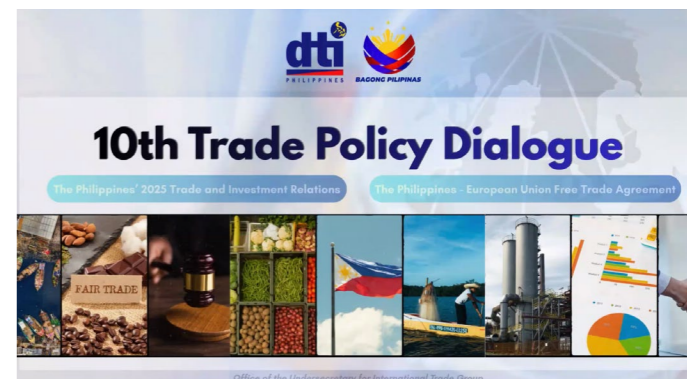 dti
PHILIPPINES
BAGONG PILIPINAS
10th Trade Policy Dialogue
The Philippines' 2025 Trade and Investment Relations
The Philippines - European Union Free Trade Agreement
FAIR TRADE
Office of the Undersecretary for International Trade Group